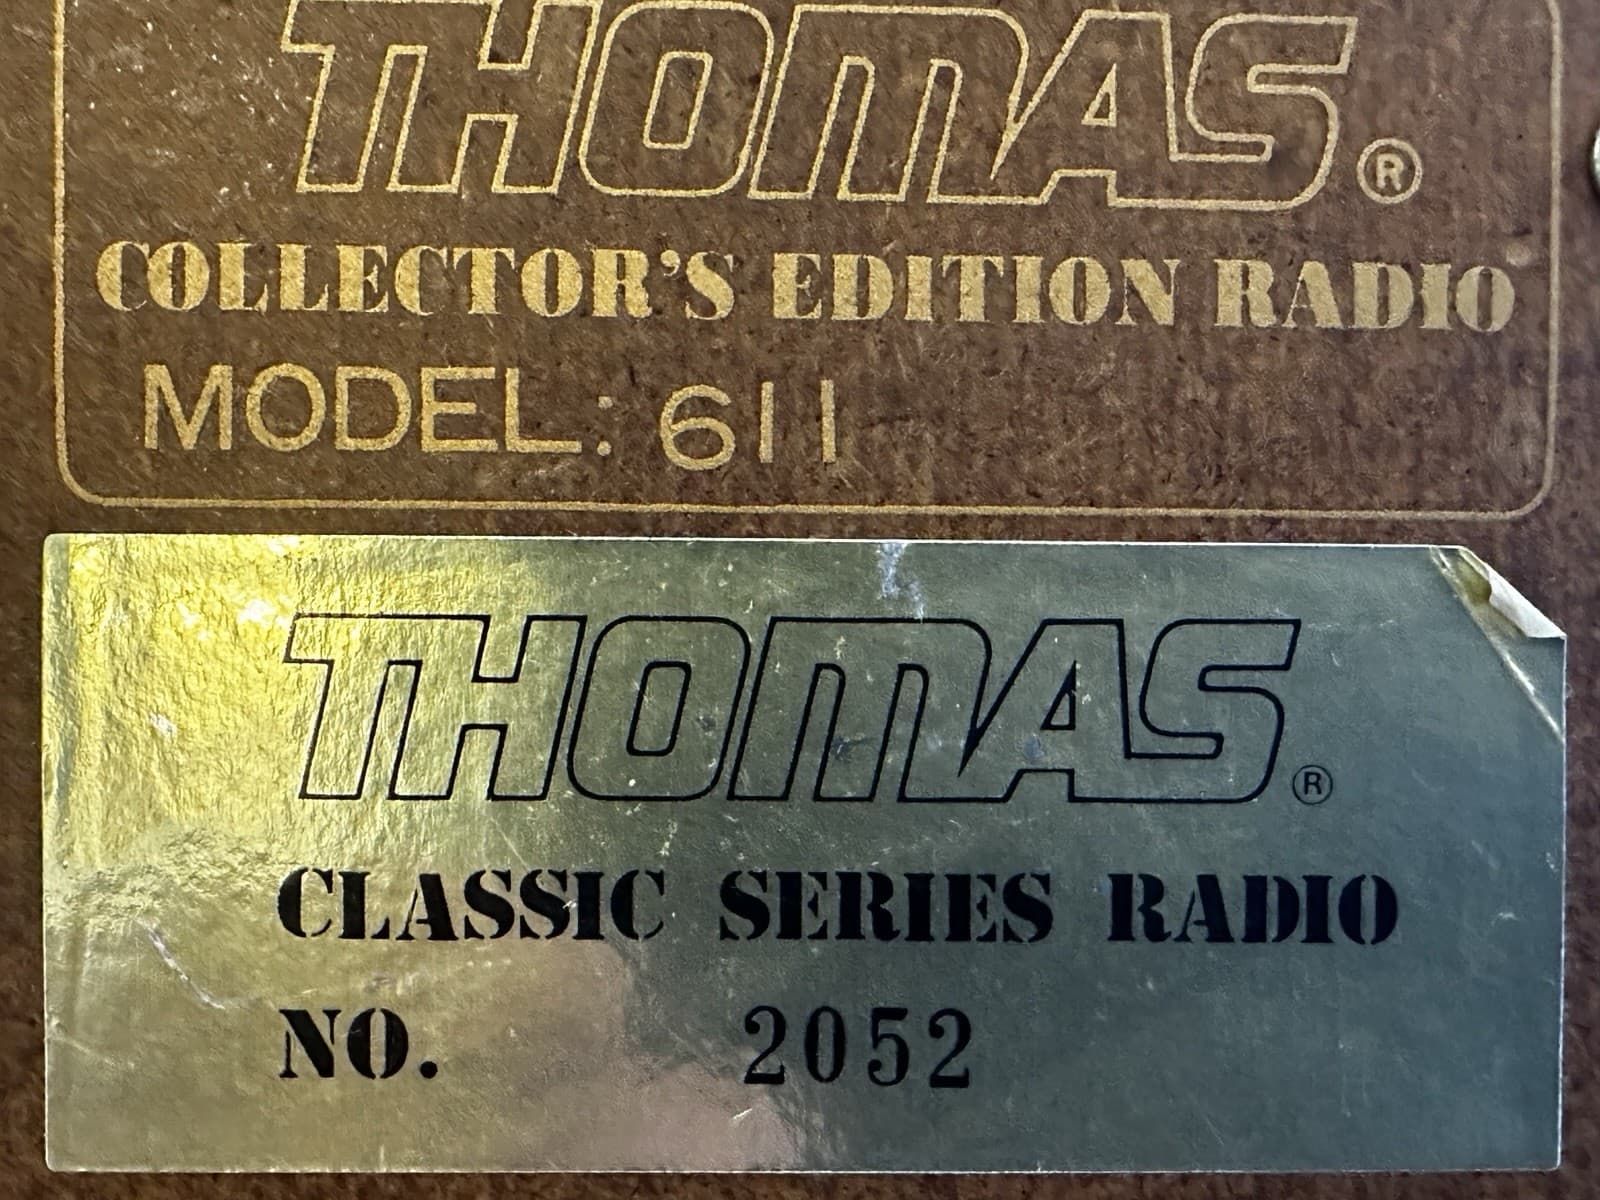 THOMAS®
COLLECTOR'S EDITION RADIO
MODEL: 611
THOMAS®
CLASSIC SERIES RADIO
NO. 2052